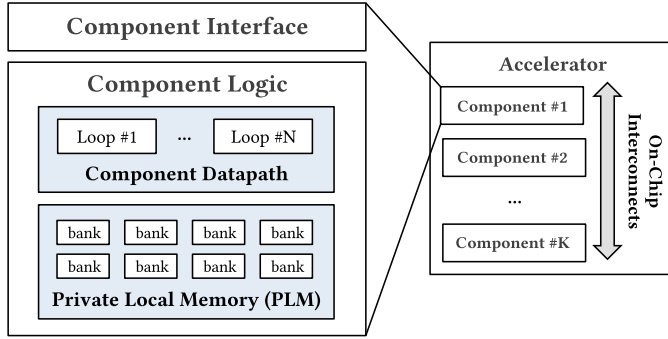 Component Interface
Component Logic
Loop #1 ... Loop #N
Component Datapath
bank bank bank bank
bank bank bank bank
Private Local Memory (PLM)
Accelerator
Component #1
Component #2
...
Component #K
On-Chip
Interconnects